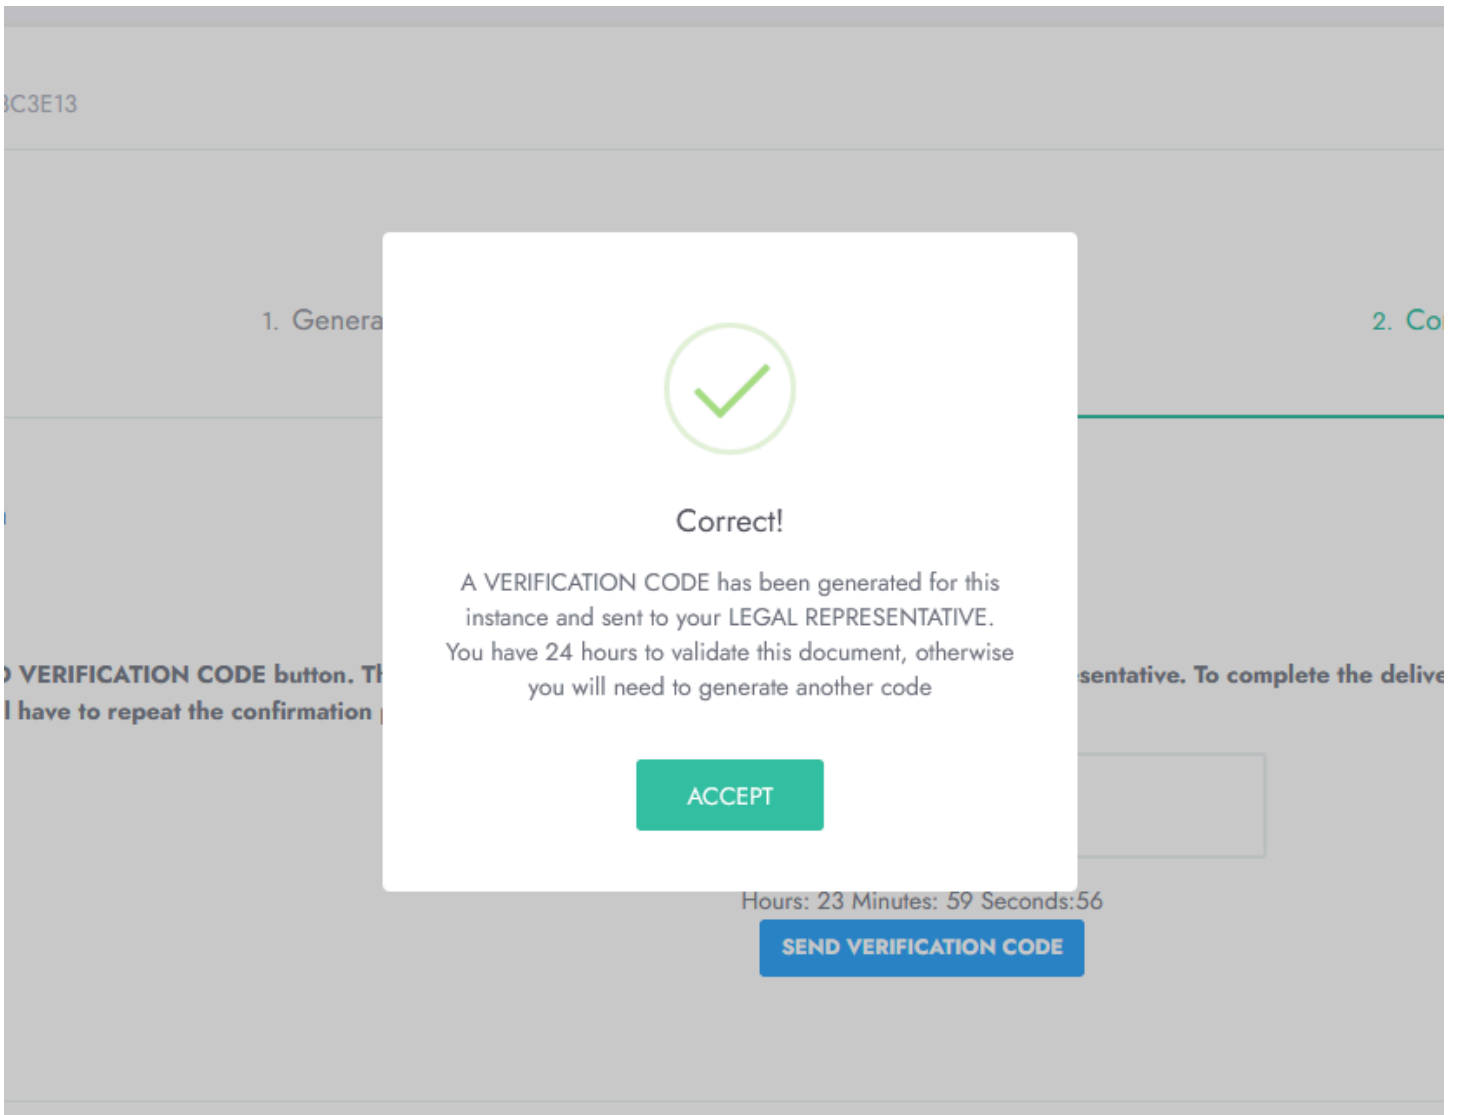 3C3E13
1. Genera
2. Co
Correct!
A VERIFICATION CODE has been generated for this
instance and sent to your LEGAL REPRESENTATIVE.
You have 24 hours to validate this document, otherwise
you will need to generate another code
VERIFICATION CODE button. Th
sentative. To complete the delive
l have to repeat the confirmation
ACCEPT
Hours: 23 Minutes: 59 Seconds:56
SEND VERIFICATION CODE